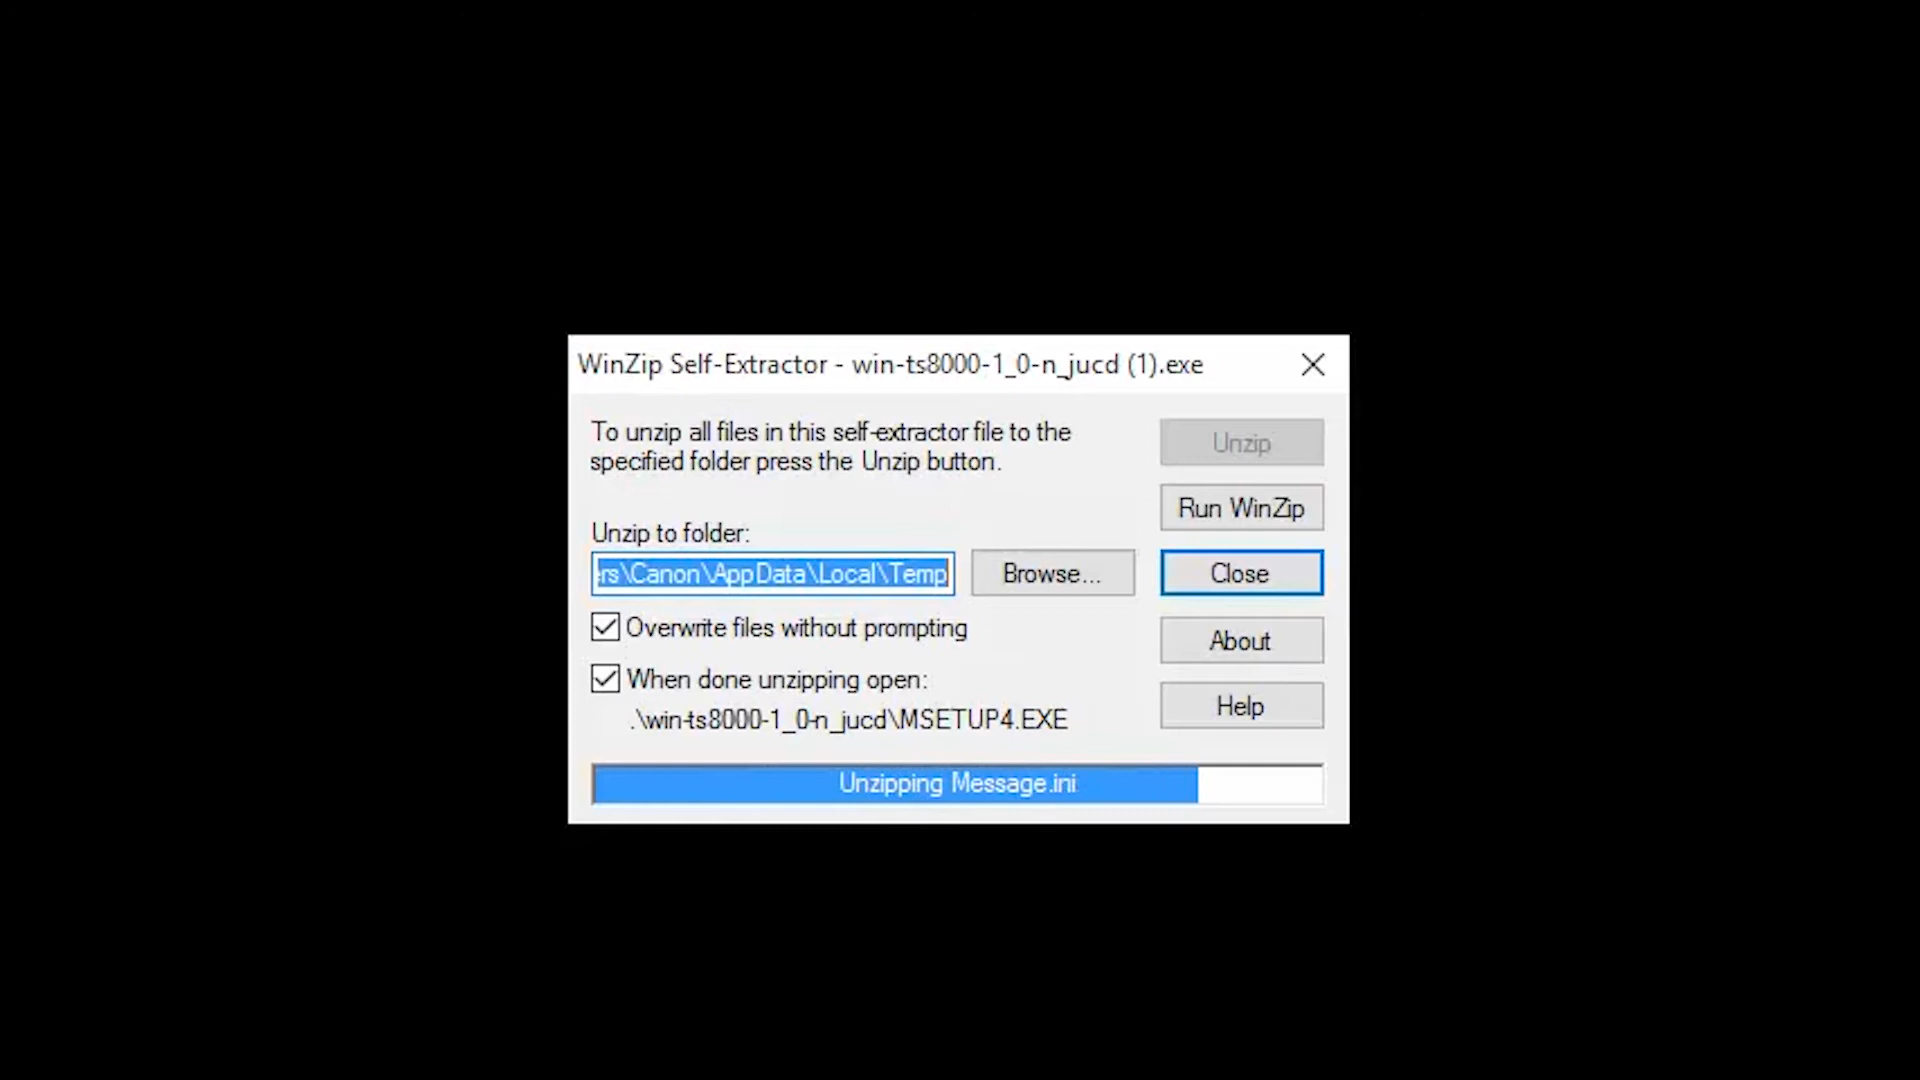 WinZip Self-Extractor - win-ts8000-1_0-n_jucd (1).exe
To unzip all files in this self-extractor file to the
specified folder press the Unzip button.
Unzip to folder:
ers\Canon\AppData\Local\Temp
Browse...
Overwrite files without prompting
When done unzipping open:
.\win-ts8000-1_0-n_jucd\MSETUP4.EXE
Unzip
Run WinZip
Close
About
Help
Unzipping Message.ini